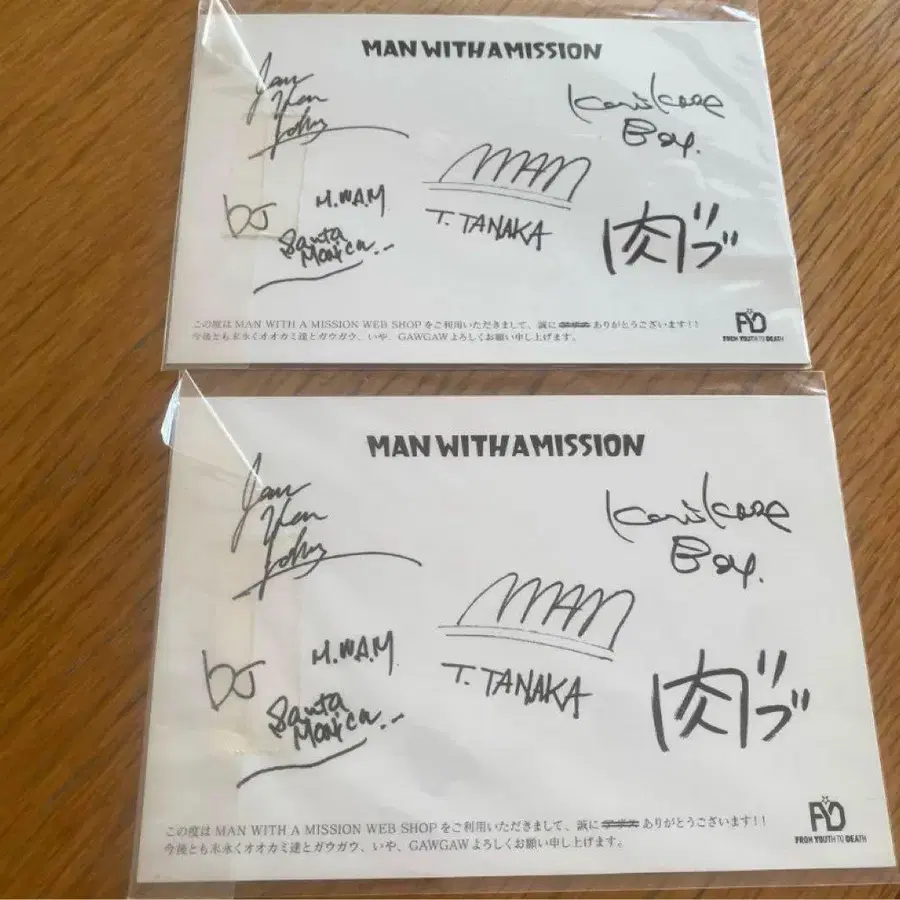 MAN WITH A MISSION
Jean
Ken
Johnny
Kamikaze
Boy.
MAN
T. TANAKA
DJ
M.W.A.M
Santa
Monica
肉
この度は MAN WITH A MISSION WEB SHOP をご利用いただきまして、誠に ありがとうございます!!
今後とも末永くオオカミ達とガウガウ、いや、GAWGAW よろしくお願い申し上げます。
FYD
FROM YOUTH TO DEATH
MAN WITH A MISSION
Jean
Ken
Johnny
Kamikaze
Boy.
MAN
T. TANAKA
DJ
M.W.A.M
Santa
Monica
肉
この度は MAN WITH A MISSION WEB SHOP をご利用いただきまして、誠に ありがとうございます!!
今後とも末永くオオカミ達とガウガウ、いや、GAWGAW よろしくお願い申し上げます。
FYD
FROM YOUTH TO DEATH